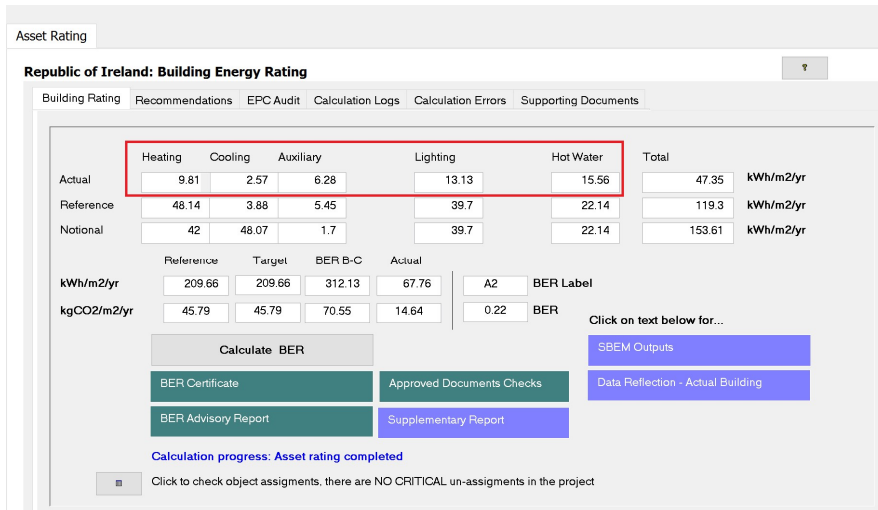 Asset Rating
Republic of Ireland: Building Energy Rating
?
Building Rating Recommendations EPC Audit Calculation Logs Calculation Errors Supporting Documents
Heating Cooling Auxiliary Lighting Hot Water Total
Actual 9.81 2.57 6.28 13.13 15.56 47.35 kWh/m2/yr
Reference 48.14 3.88 5.45 39.7 22.14 119.3 kWh/m2/yr
Notional 42 48.07 1.7 39.7 22.14 153.61 kWh/m2/yr
Reference Target BER B-C Actual
kWh/m2/yr 209.66 209.66 312.13 67.76 A2 BER Label
kgCO2/m2/yr 45.79 45.79 70.55 14.64 0.22 BER
Click on text below for...
Calculate BER
SBEM Outputs
BER Certificate Approved Documents Checks Data Reflection - Actual Building
BER Advisory Report Supplementary Report
Calculation progress: Asset rating completed
Click to check object assigments, there are NO CRITICAL un-assigments in the project